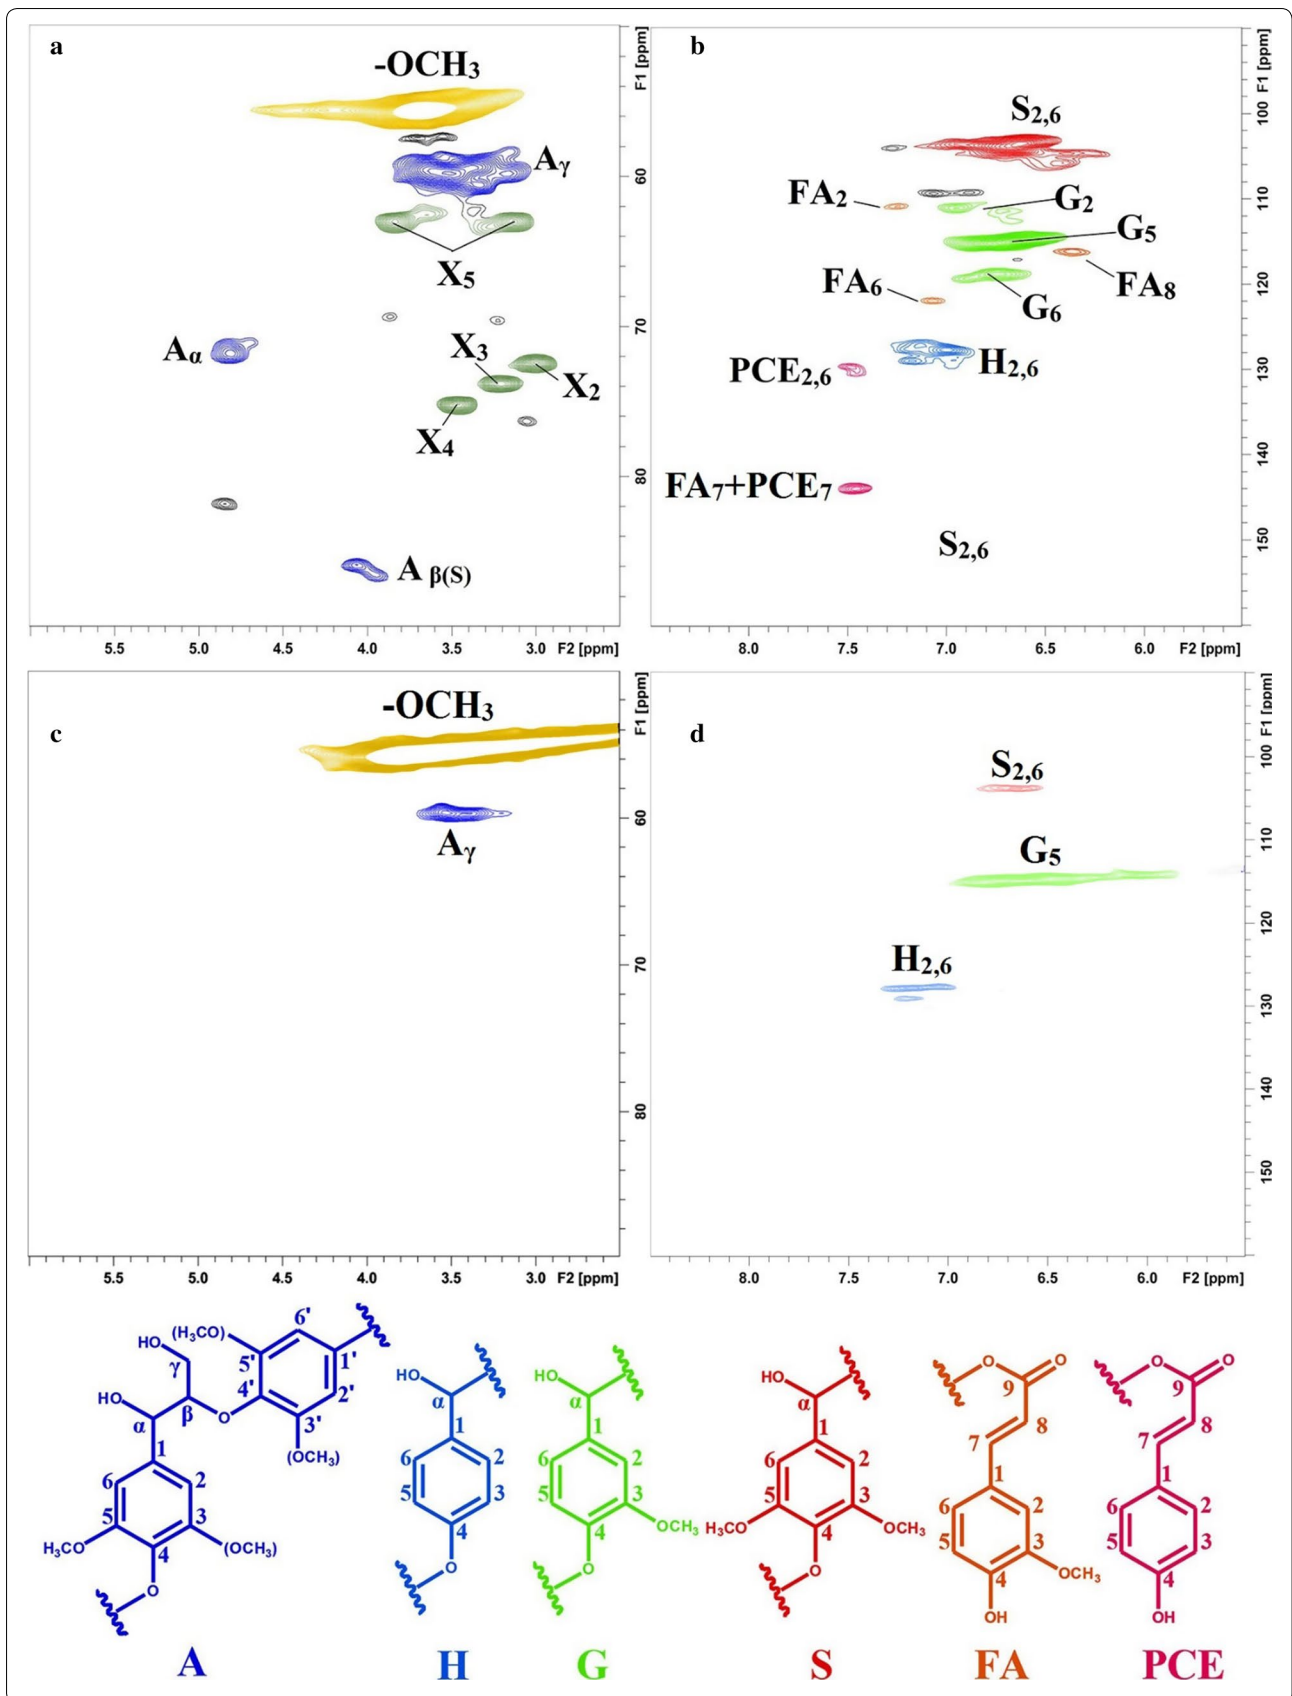 a
-OCH3
Aγ
X5
Aα
X3
X2
X4
A β(S)
F1 [ppm]
60
70
80
5.5 5.0 4.5 4.0 3.5 3.0 F2 [ppm]
b
S2,6
FA2
G2
G5
FA8
FA6
G6
H2,6
PCE2,6
FA7+PCE7
S2,6
F1 [ppm]
100
110
120
130
140
150
8.0 7.5 7.0 6.5 6.0 F2 [ppm]
c
-OCH3
Aγ
F1 [ppm]
60
70
80
5.5 5.0 4.5 4.0 3.5 3.0 F2 [ppm]
d
S2,6
G5
H2,6
F1 [ppm]
100
110
120
130
140
150
8.0 7.5 7.0 6.5 6.0 F2 [ppm]
6'
HO (H3CO)
γ 5' 1'
HO 4' 2'
α β O 3'
1 (OCH3)
6 2
5 3
H3CO 4 (OCH3)
O
A
HO
α
1
6 2
5 3
4
O
H
HO
α
1
6 2
5 3
4 OCH3
O
G
HO
α
1
6 2
5 3
H3CO 4 OCH3
O
S
O O
9
8
7
1
6 2
5 3
4 OCH3
OH
FA
O O
9
8
7
1
6 2
5 3
4
OH
PCE